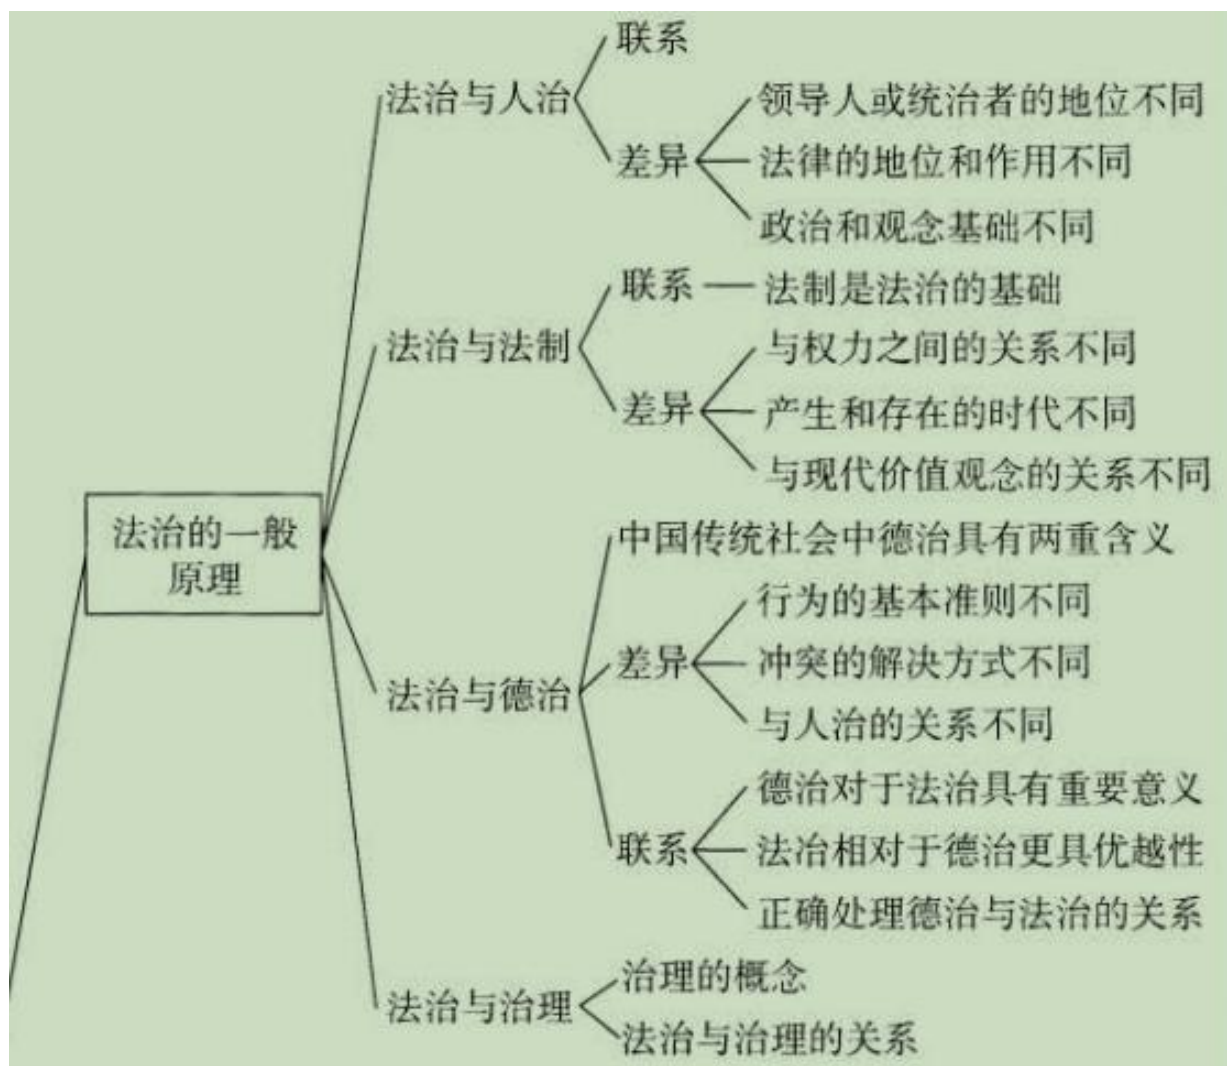 联系
法治与人治
领导人或统治者的地位不同
差异
法律的地位和作用不同
政治和观念基础不同
联系
法制是法治的基础
法治与法制
与权力之间的关系不同
差异
产生和存在的时代不同
与现代价值观念的关系不同
法治的一般
原理
中国传统社会中德治具有两重含义
行为的基本准则不同
差异
冲突的解决方式不同
法治与德治
与人治的关系不同
德治对于法治具有重要意义
联系
法冶相对于德治更具优越性
正确处理德治与法治的关系
治理的概念
法治与治理
法治与治理的关系